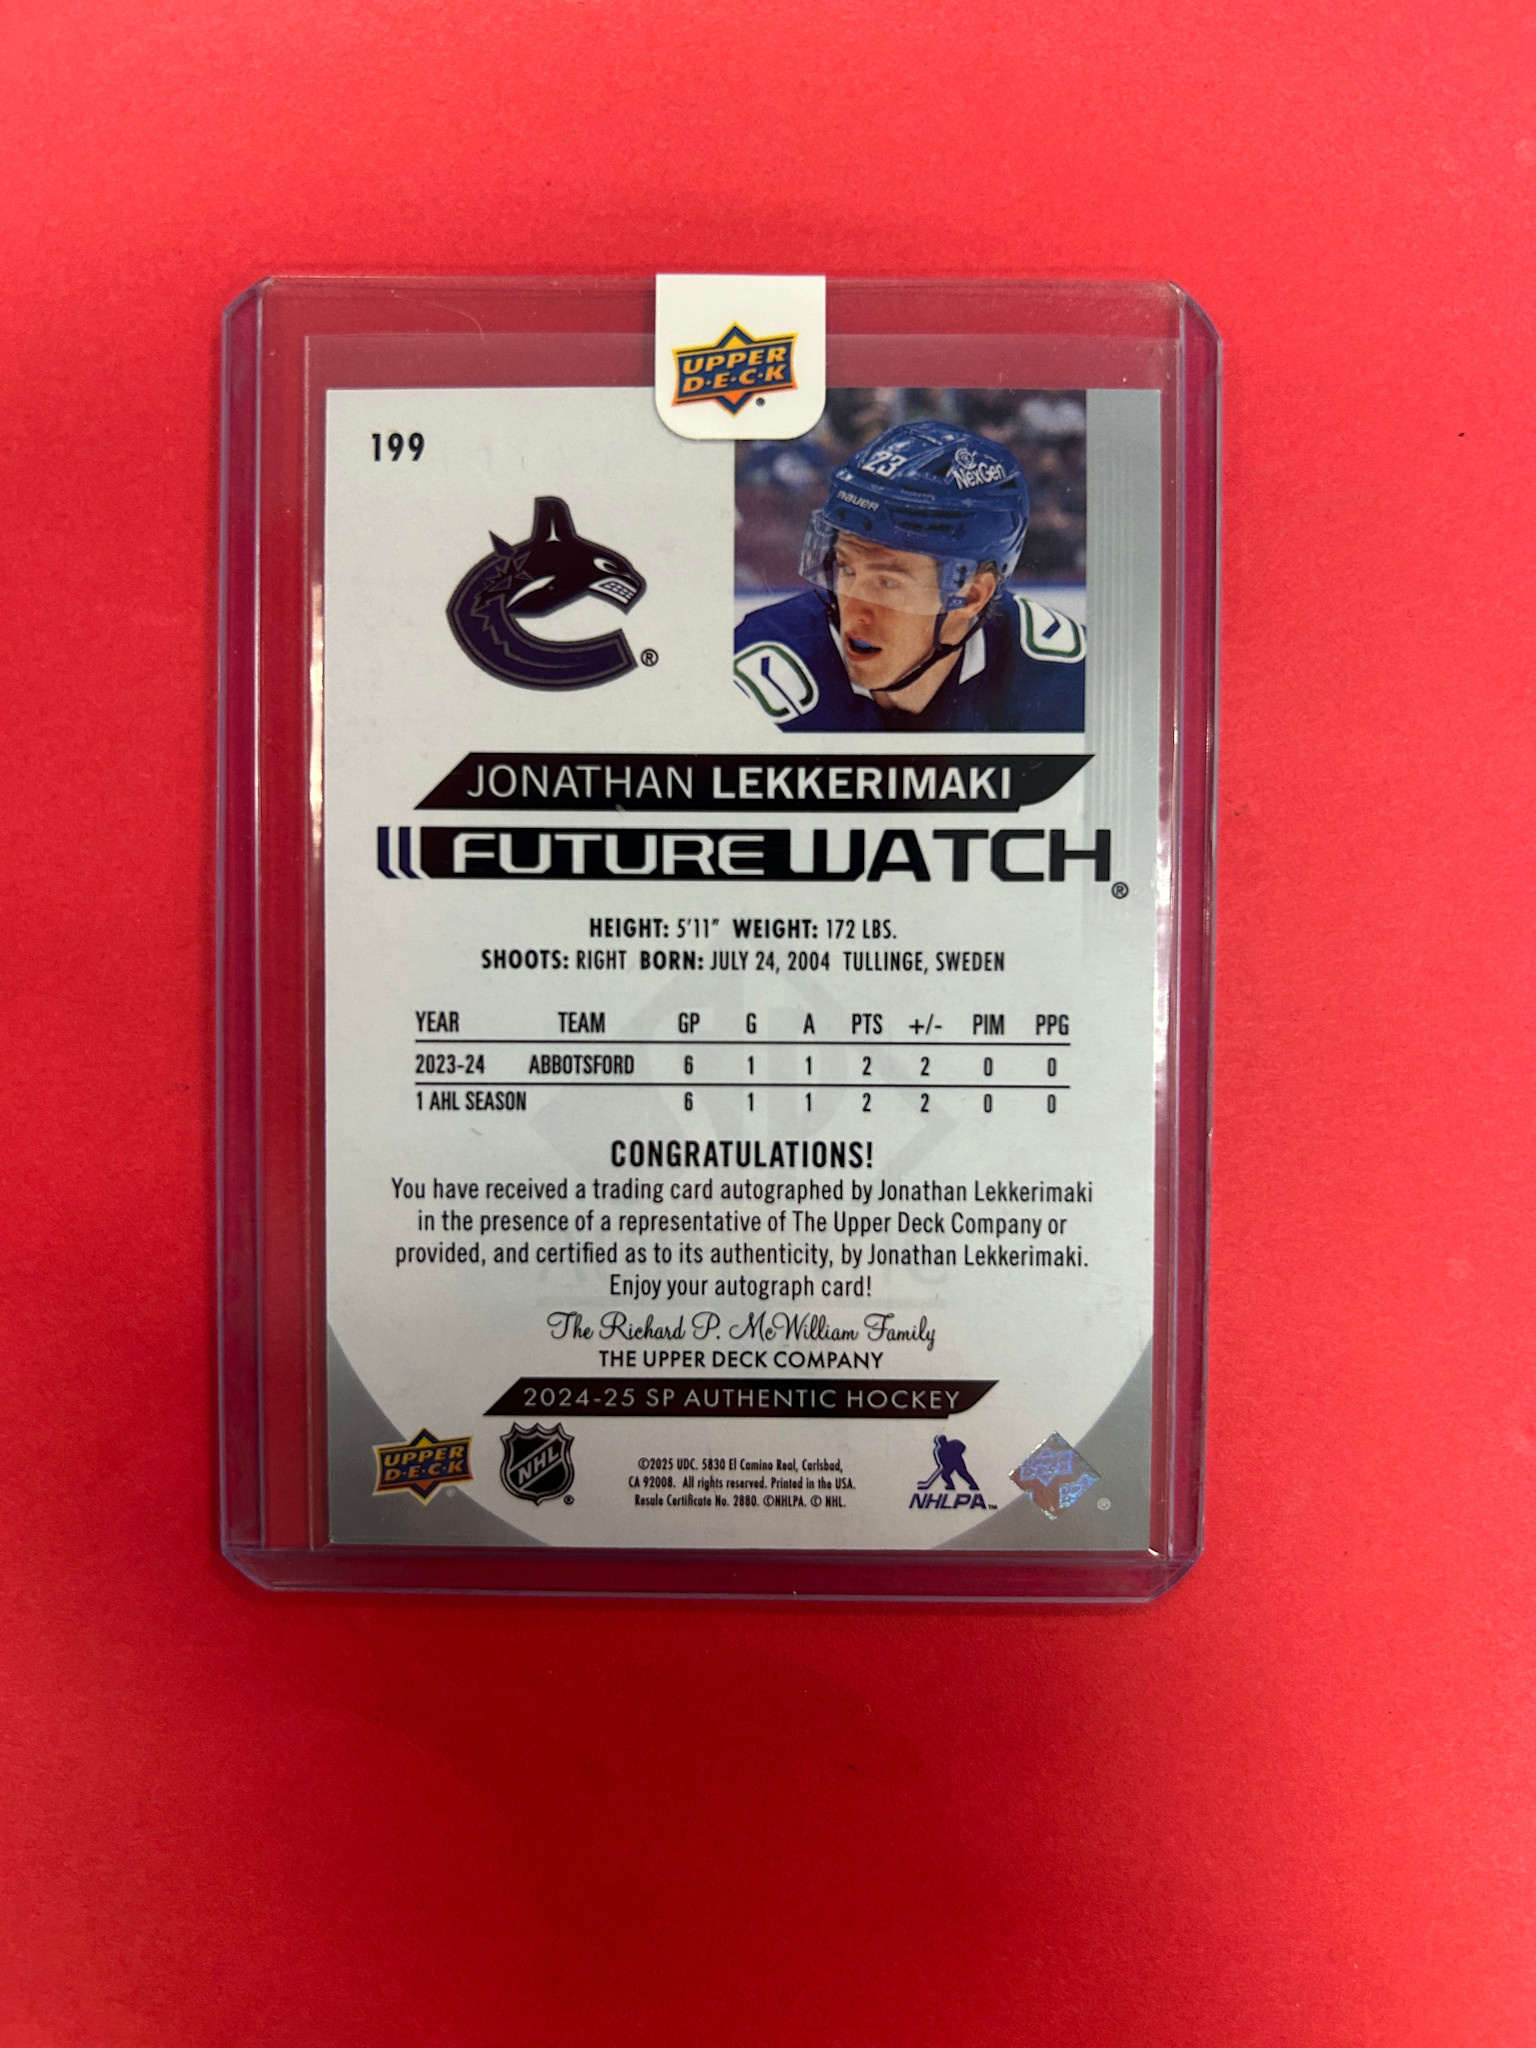 UPPER
D·E·C·K
®
199
23
NexGen
BAUER
®
JONATHAN LEKKERIMAKI
FUTURE WATCH
®
HEIGHT: 5'11" WEIGHT: 172 LBS.
SHOOTS: RIGHT BORN: JULY 24, 2004 TULLINGE, SWEDEN
YEAR TEAM GP G A PTS +/- PIM PPG
2023-24 ABBOTSFORD 6 1 1 2 2 0 0
1 AHL SEASON 6 1 1 2 2 0 0
CONGRATULATIONS!
You have received a trading card autographed by Jonathan Lekkerimaki
in the presence of a representative of The Upper Deck Company or
provided, and certified as to its authenticity, by Jonathan Lekkerimaki.
Enjoy your autograph card!
The Richard P. McWilliam Family
THE UPPER DECK COMPANY
2024-25 SP AUTHENTIC HOCKEY
UPPER
D·E·C·K
®
NHL
®
©2025 UDC. 5830 El Camino Real, Carlsbad,
CA 92008. All rights reserved. Printed in the USA.
Resale Certificate No. 2880. ©NHLPA. © NHL.
NHLPA™
®